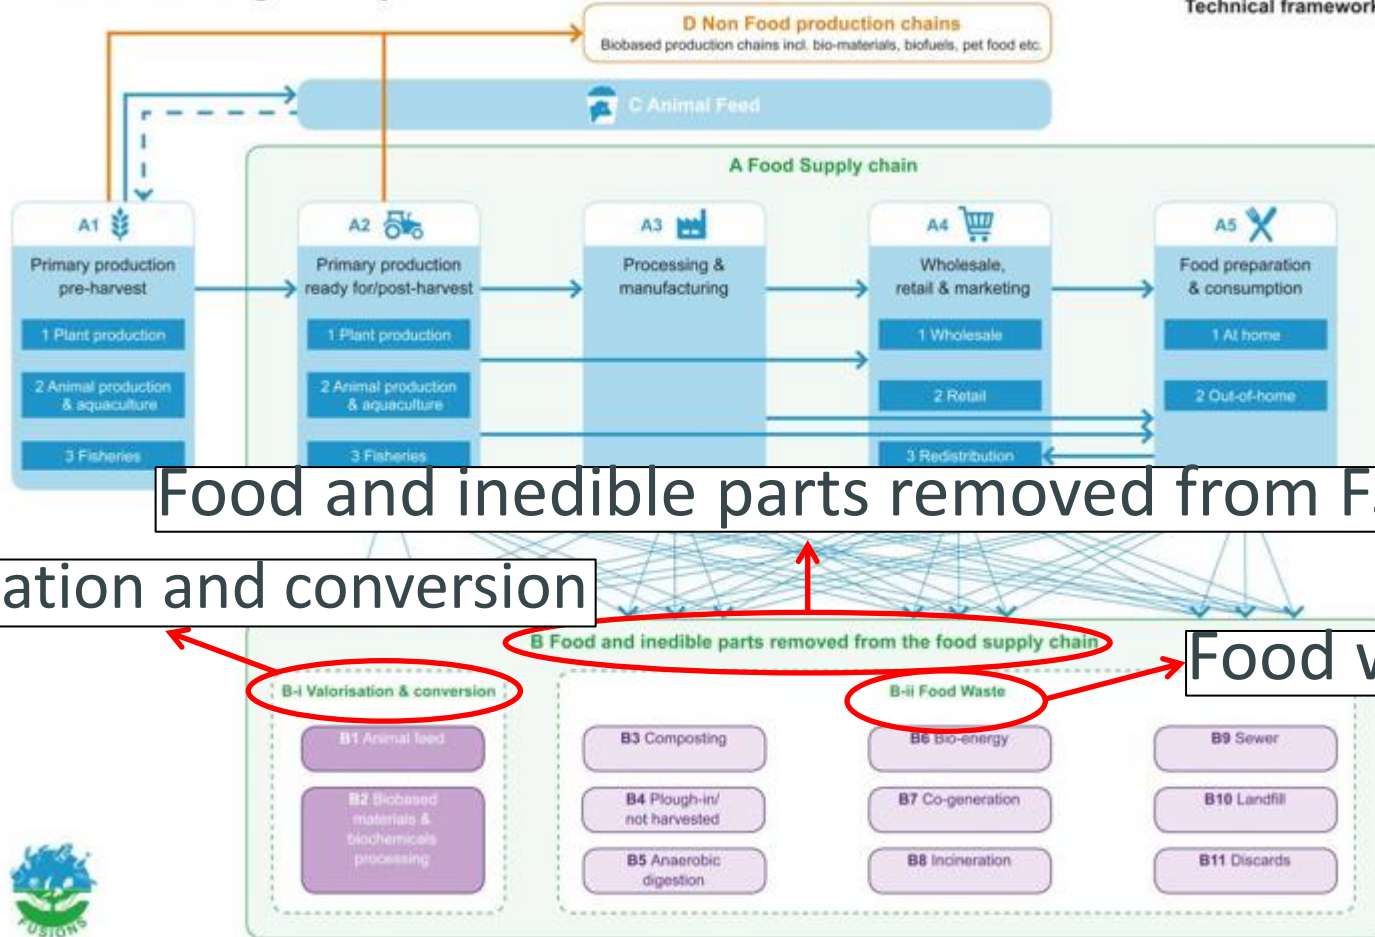 Technical framework
D Non Food production chains
Biobased production chains incl. bio-materials, biofuels, pet food etc.
C Animal Feed
A Food Supply chain
A1
Primary production
pre-harvest
1 Plant production
2 Animal production
& aquaculture
3 Fisheries
A2
Primary production
ready for/post-harvest
1 Plant production
2 Animal production
& aquaculture
3 Fisheries
A3
Processing &
manufacturing
A4
Wholesale,
retail & marketing
1 Wholesale
2 Retail
3 Redistribution
A5
Food preparation
& consumption
1 At home
2 Out-of-home
Food and inedible parts removed from F
ation and conversion
B Food and inedible parts removed from the food supply chain
Food w
B-i Valorisation & conversion
B1 Animal feed
B2 Biobased
materials &
biochemicals
processing
B-ii Food Waste
B3 Composting
B4 Plough-in/
not harvested
B5 Anaerobic
digestion
B6 Bio-energy
B7 Co-generation
B8 Incineration
B9 Sewer
B10 Landfill
B11 Discards
FUSIONS